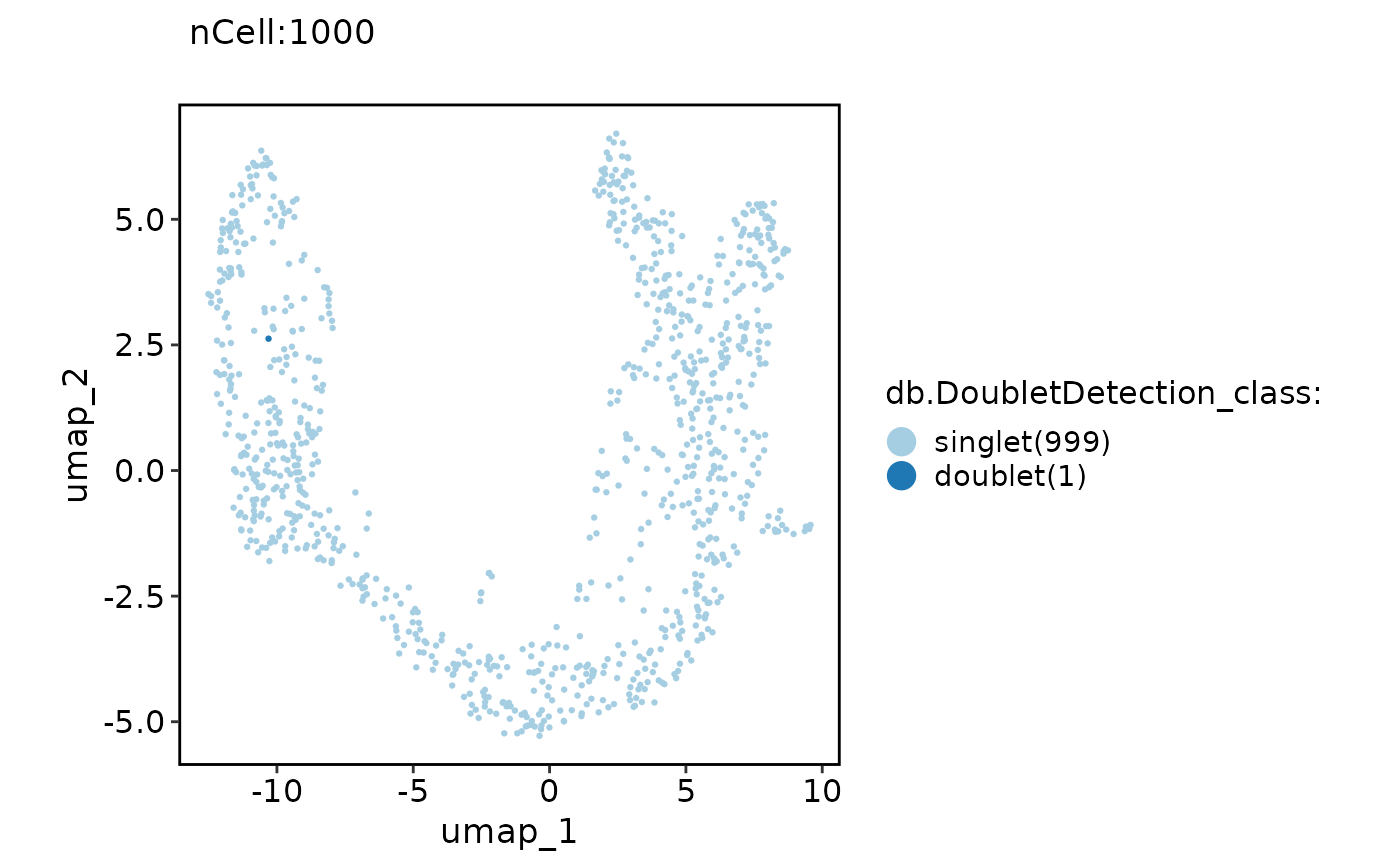 nCell:1000
umap_2
5.0
2.5
0.0
-2.5
-5.0
-10 -5 0 5 10
umap_1
db.DoubletDetection_class:
singlet(999)
doublet(1)